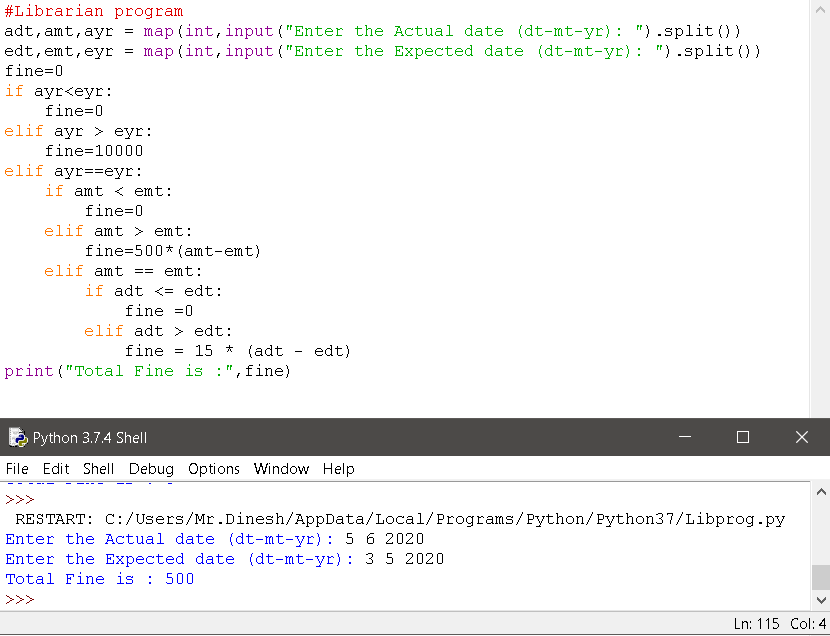 #Librarian program
adt,amt,ayr = map(int,input("Enter the Actual date (dt-mt-yr): ").split())
edt,emt,eyr = map(int,input("Enter the Expected date (dt-mt-yr): ").split())
fine=0
if ayr<eyr:
    fine=0
elif ayr > eyr:
    fine=10000
elif ayr==eyr:
    if amt < emt:
        fine=0
    elif amt > emt:
        fine=500*(amt-emt)
    elif amt == emt:
        if adt <= edt:
            fine =0
        elif adt > edt:
            fine = 15 * (adt - edt)
print("Total Fine is :",fine)
Python 3.7.4 Shell
File Edit Shell Debug Options Window Help
>>>
 RESTART: C:/Users/Mr.Dinesh/AppData/Local/Programs/Python/Python37/Libprog.py
Enter the Actual date (dt-mt-yr): 5 6 2020
Enter the Expected date (dt-mt-yr): 3 5 2020
Total Fine is : 500
>>>
Ln: 115 Col: 4